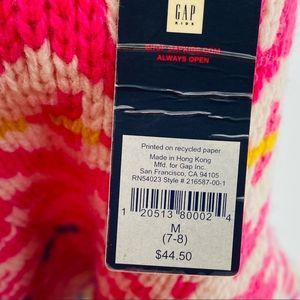 GAP
KIDS
SHOP GAPKIDS.COM
ALWAYS OPEN
Printed on recycled paper
Made in Hong Kong
Mfd. for Gap Inc.
San Francisco, CA 94105
RN54023 Style # 216587-00-1
1 20513 80002 4
M
(7-8)
$44.50